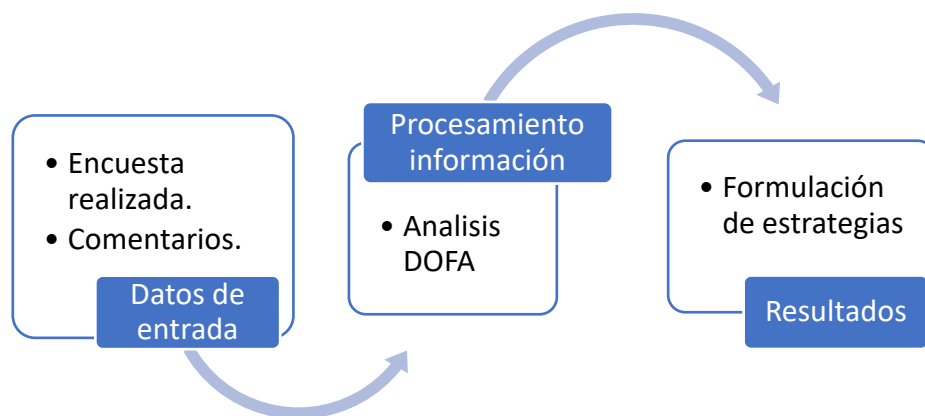 • Encuesta
realizada.
• Comentarios.
Datos de
entrada
Procesamiento
información
• Analisis
DOFA
• Formulación
de estrategias
Resultados